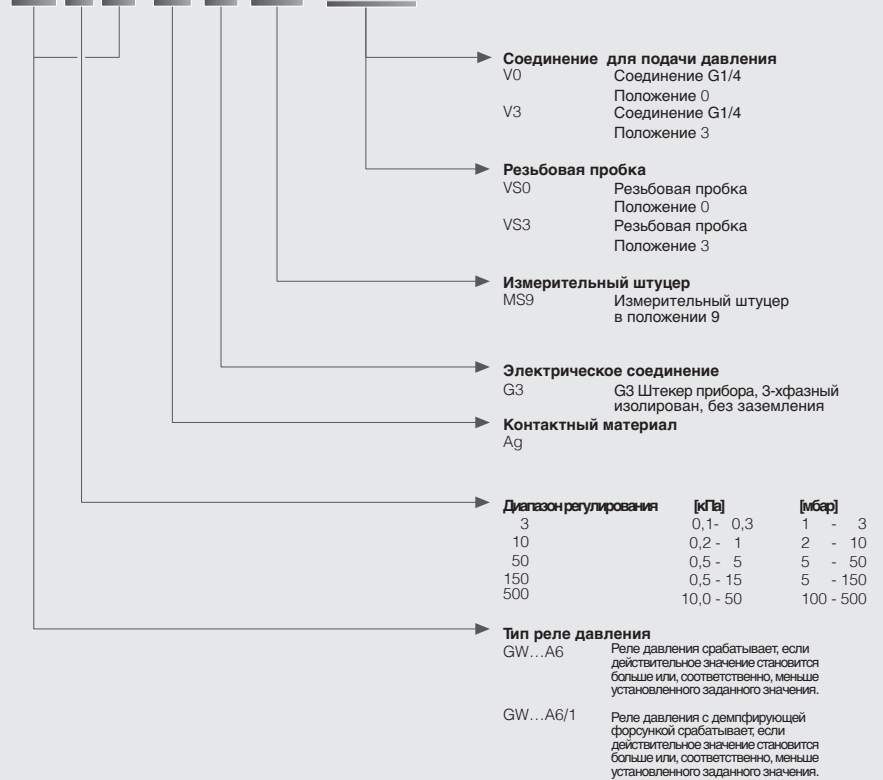 Соединение для подачи давления
V0 Соединение G1/4
Положение 0
V3 Соединение G1/4
Положение 3
Резьбовая пробка
VS0 Резьбовая пробка
Положение 0
VS3 Резьбовая пробка
Положение 3
Измерительный штуцер
MS9 Измерительный штуцер
в положении 9
Электрическое соединение
G3 G3 Штекер прибора, 3-хфазный
изолирован, без заземления
Контактный материал
Ag
Диапазон регулирования [кПа] [мбар]
3 0,1- 0,3 1 - 3
10 0,2 - 1 2 - 10
50 0,5 - 5 5 - 50
150 0,5 - 15 5 - 150
500 10,0 - 50 100 - 500
Тип реле давления
GW…A6 Реле давления срабатывает, если
действительное значение становится
больше или, соответственно, меньше
установленного заданного значения.
GW…A6/1 Реле давления с демпфирующей
форсункой срабатывает, если
действительное значение становится
больше или, соответственно, меньше
установленного заданного значения.